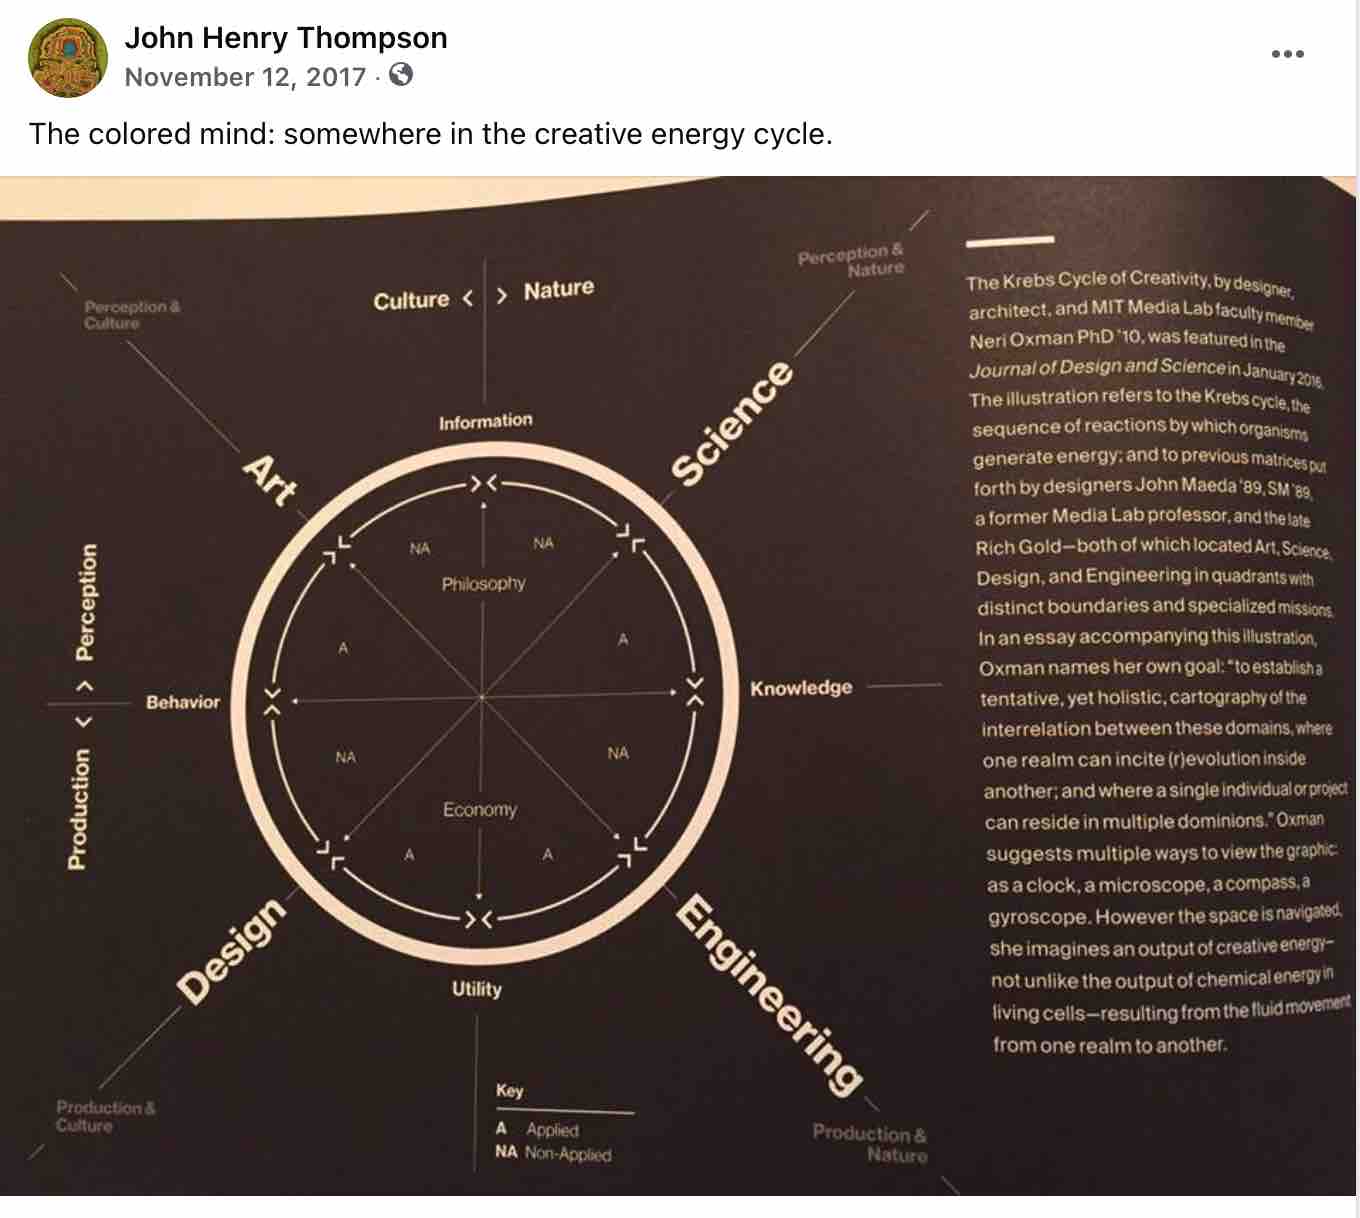 John Henry Thompson
November 12, 2017 ·
The colored mind: somewhere in the creative energy cycle.
Perception &
Culture
Culture < > Nature
Perception &
Nature
Information
Art
Science
NA
NA
Philosophy
A
A
Perception
Production
Behavior
Knowledge
NA
NA
Economy
A
A
Design
Engineering
Utility
Production &
Culture
Key
A Applied
NA Non-Applied
Production &
Nature
The Krebs Cycle of Creativity, by designer,
architect, and MIT Media Lab faculty member
Neri Oxman PhD '10, was featured in the
Journal of Design and Science in January 2016.
The illustration refers to the Krebs cycle, the
sequence of reactions by which organisms
generate energy; and to previous matrices put
forth by designers John Maeda '89, SM '89,
a former Media Lab professor, and the late
Rich Gold—both of which located Art, Science,
Design, and Engineering in quadrants with
distinct boundaries and specialized missions.
In an essay accompanying this illustration,
Oxman names her own goal: "to establish a
tentative, yet holistic, cartography of the
interrelation between these domains, where
one realm can incite (r)evolution inside
another; and where a single individual or project
can reside in multiple dominions." Oxman
suggests multiple ways to view the graphic:
as a clock, a microscope, a compass, a
gyroscope. However the space is navigated,
she imagines an output of creative energy—
not unlike the output of chemical energy in
living cells—resulting from the fluid movement
from one realm to another.